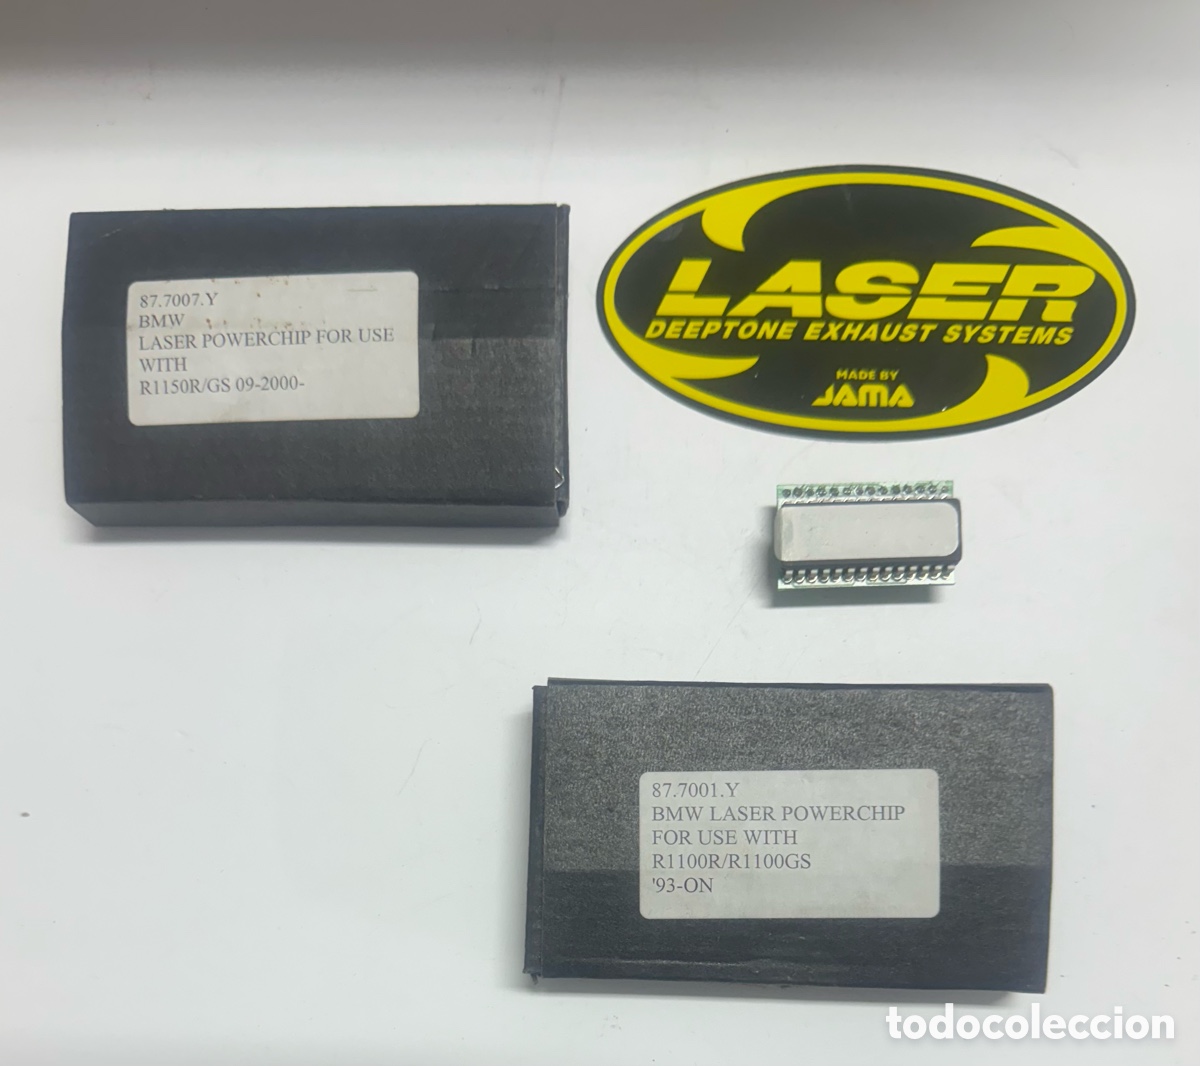 87.7007.Y
BMW
LASER POWERCHIP FOR USE
WITH
R1150R/GS 09-2000-
LASER
DEEPTONE EXHAUST SYSTEMS
MADE BY
JAMA
87.7001.Y
BMW LASER POWERCHIP
FOR USE WITH
R1100R/R1100GS
'93-ON
todocoleccion